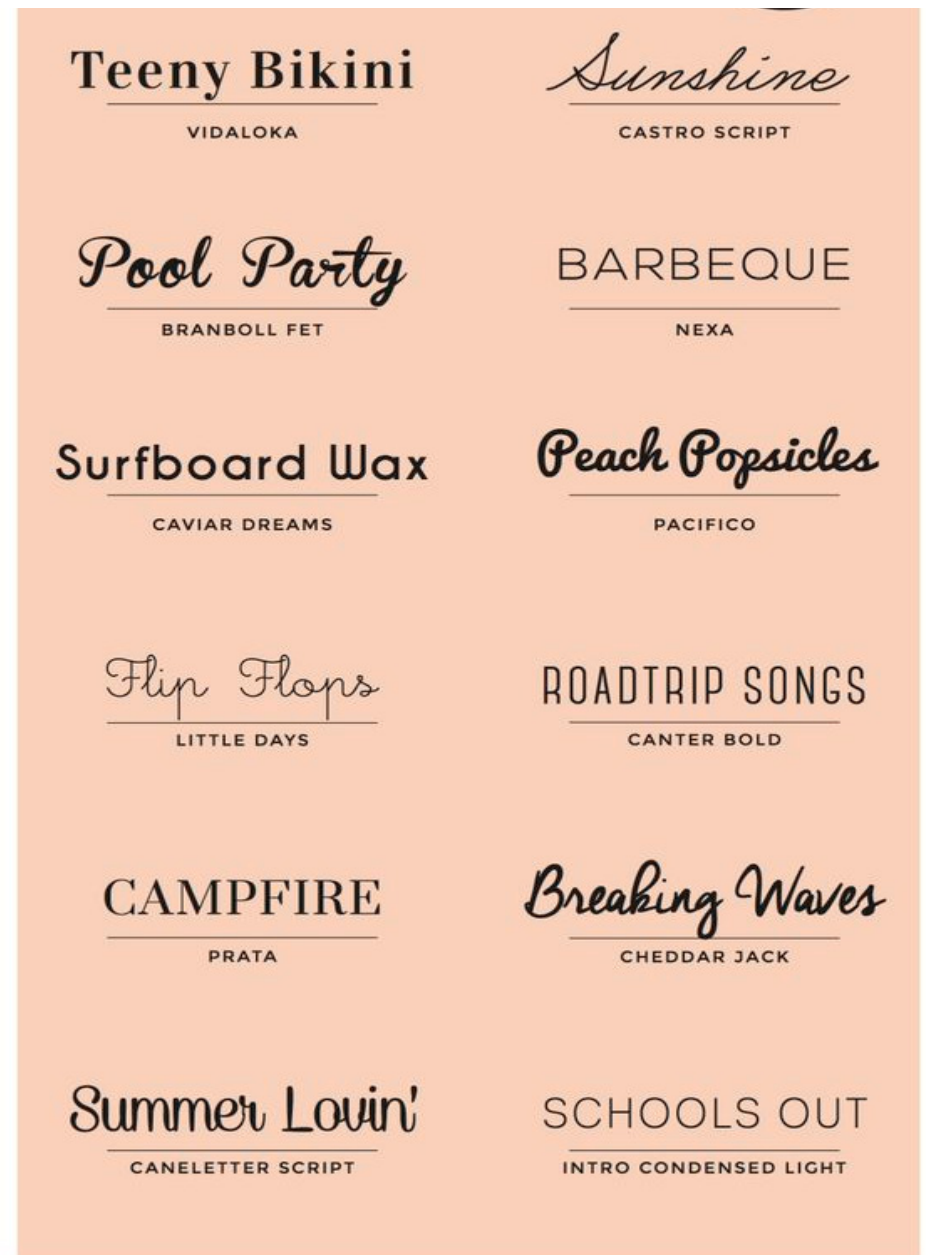 Teeny Bikini
VIDALOKA
Sunshine
CASTRO SCRIPT
Pool Party
BRANBOLL FET
BARBEQUE
NEXA
Surfboard Wax
CAVIAR DREAMS
Peach Popsicles
PACIFICO
Flip Flops
LITTLE DAYS
ROADTRIP SONGS
CANTER BOLD
CAMPFIRE
PRATA
Breaking Waves
CHEDDAR JACK
Summer Lovin'
CANELETTER SCRIPT
SCHOOLS OUT
INTRO CONDENSED LIGHT